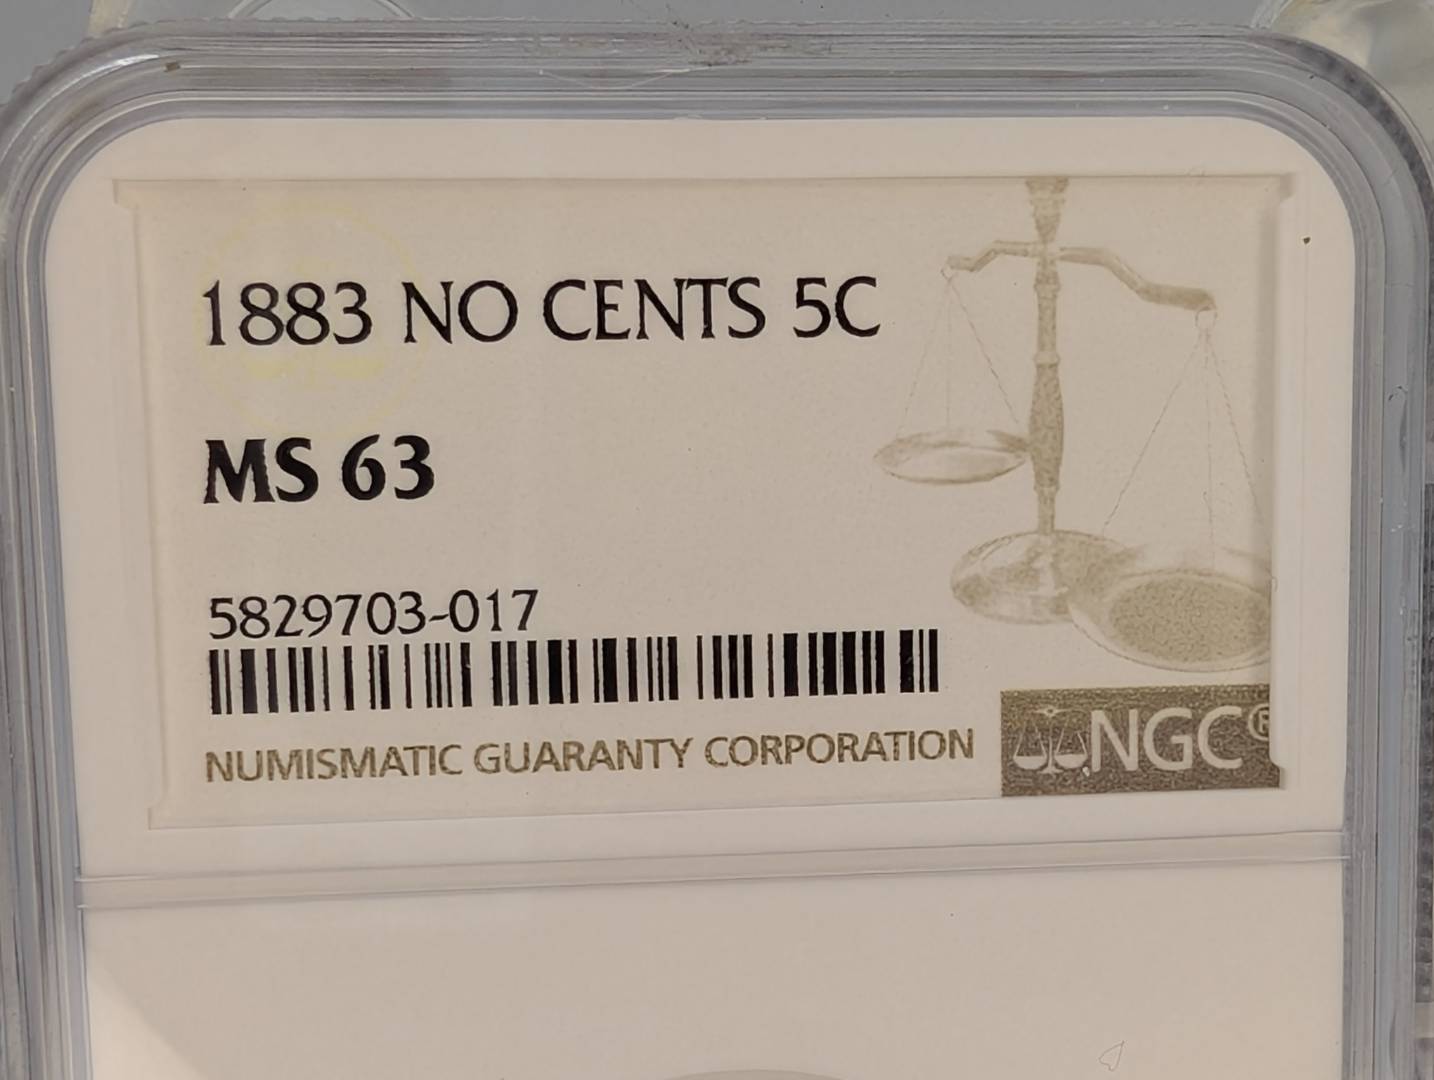 1883 NO CENTS 5C
MS 63
5829703-017
NUMISMATIC GUARANTY CORPORATION
NGC®